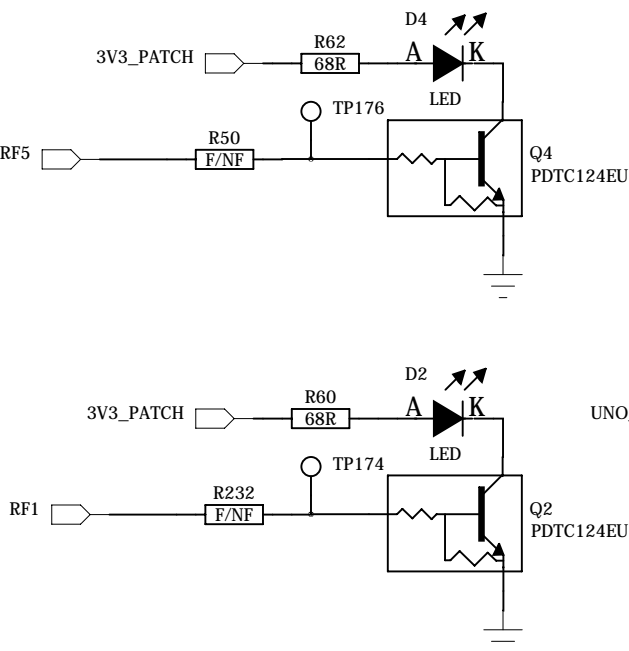 D4
R62
3V3_PATCH
68R
A
K
LED
TP176
R50
RF5
F/NF
Q4
PDTC124EU
D2
R60
3V3_PATCH
68R
A
K
UNO
LED
TP174
R232
RF1
F/NF
Q2
PDTC124EU